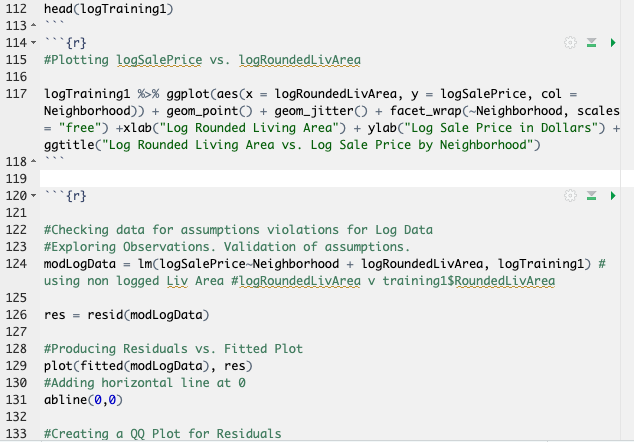 112 head(logTraining1)
113 ```
114 ```{r}
115 #Plotting logSalePrice vs. logRoundedLivArea
116
117 logTraining1 %>% ggplot(aes(x = logRoundedLivArea, y = logSalePrice, col =
Neighborhood)) + geom_point() + geom_jitter() + facet_wrap(~Neighborhood, scales
= "free") +xlab("Log Rounded Living Area") + ylab("Log Sale Price in Dollars") +
ggtitle("Log Rounded Living Area vs. Log Sale Price by Neighborhood")
118 ```
119
120 ```{r}
121
122 #Checking data for assumptions violations for Log Data
123 #Exploring Observations. Validation of assumptions.
124 modLogData = lm(logSalePrice~Neighborhood + logRoundedLivArea, logTraining1) #
using non logged Liv Area #logRoundedLivArea v training1$RoundedLivArea
125
126 res = resid(modLogData)
127
128 #Producing Residuals vs. Fitted Plot
129 plot(fitted(modLogData), res)
130 #Adding horizontal line at 0
131 abline(0,0)
132
133 #Creating a QQ Plot for Residuals